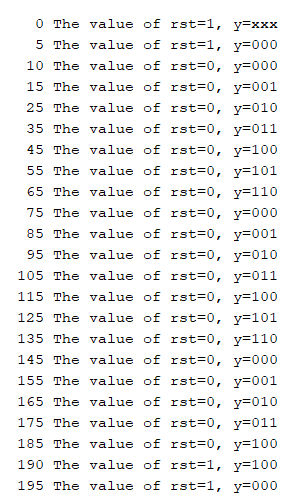 0 The value of rst=1, y=xxx
5 The value of rst=1, y=000
10 The value of rst=0, y=000
15 The value of rst=0, y=001
25 The value of rst=0, y=010
35 The value of rst=0, y=011
45 The value of rst=0, y=100
55 The value of rst=0, y=101
65 The value of rst=0, y=110
75 The value of rst=0, y=000
85 The value of rst=0, y=001
95 The value of rst=0, y=010
105 The value of rst=0, y=011
115 The value of rst=0, y=100
125 The value of rst=0, y=101
135 The value of rst=0, y=110
145 The value of rst=0, y=000
155 The value of rst=0, y=001
165 The value of rst=0, y=010
175 The value of rst=0, y=011
185 The value of rst=0, y=100
190 The value of rst=1, y=100
195 The value of rst=1, y=000